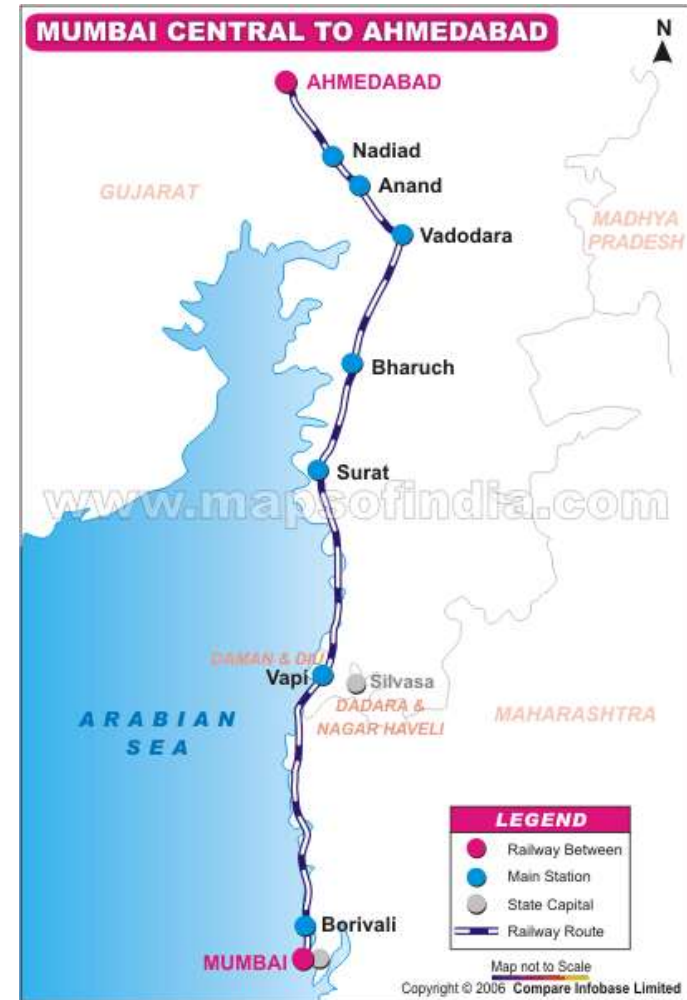 MUMBAI CENTRAL TO AHMEDABAD
N
AHMEDABAD
Nadiad
Anand
GUJARAT
Vadodara
MADHYA
PRADESH
Bharuch
Surat
www.mapsofindia.com
DAMAN & DIU
Vapi
Silvasa
DADARA &
NAGAR HAVELI
MAHARASHTRA
ARABIAN
SEA
LEGEND
Railway Between
Main Station
State Capital
Railway Route
Borivali
MUMBAI
Map not to Scale
Copyright © 2006 Compare Infobase Limited